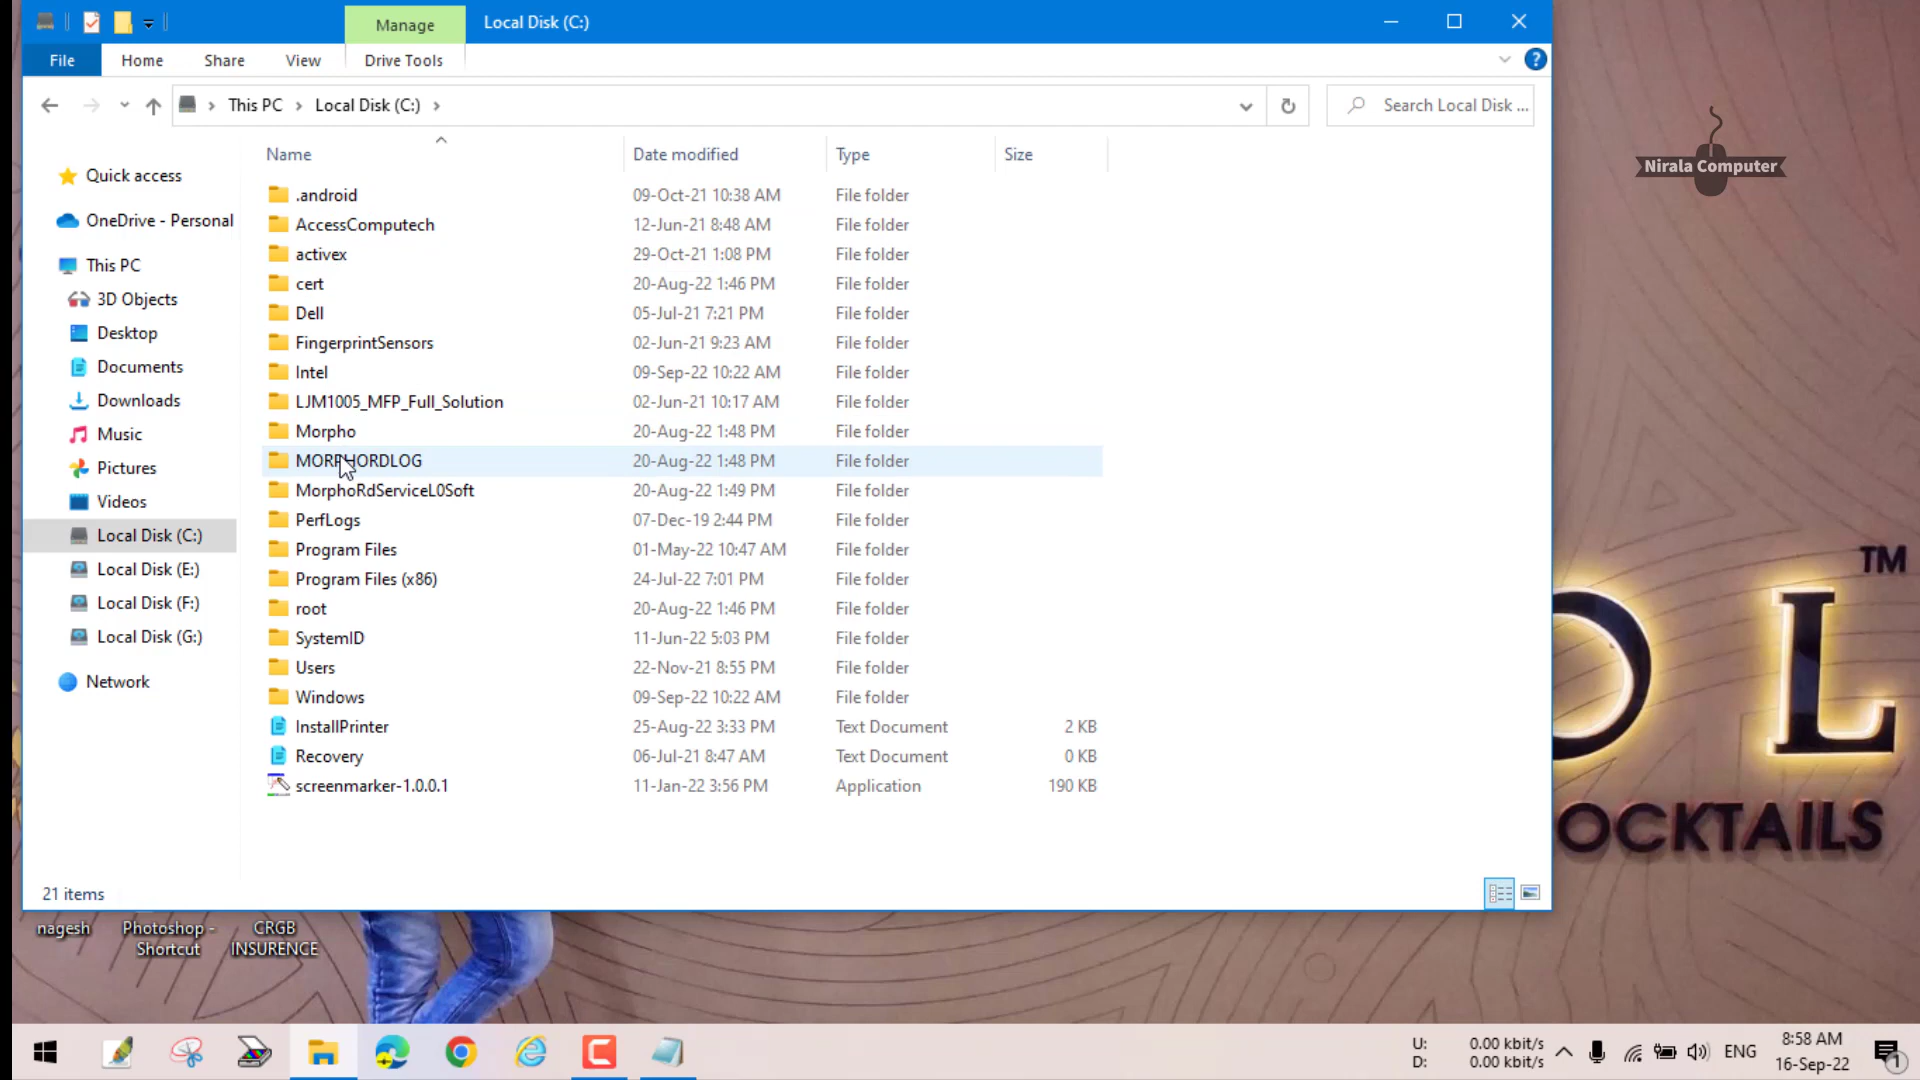 Manage
Local Disk (C:)
File
Home
Share
View
Drive Tools
This PC
Local Disk (C:)
Search Local Disk ...
Nirala Computer
Name
Date modified
Type
Size
Quick access
OneDrive - Personal
This PC
3D Objects
Desktop
Documents
Downloads
Music
Pictures
Videos
Local Disk (C:)
Local Disk (E:)
Local Disk (F:)
Local Disk (G:)
Network
.android 09-Oct-21 10:38 AM File folder
AccessComputech 12-Jun-21 8:48 AM File folder
activex 29-Oct-21 1:08 PM File folder
cert 20-Aug-22 1:46 PM File folder
Dell 05-Jul-21 7:21 PM File folder
FingerprintSensors 02-Jun-21 9:23 AM File folder
Intel 09-Sep-22 10:22 AM File folder
LJM1005_MFP_Full_Solution 02-Jun-21 10:17 AM File folder
Morpho 20-Aug-22 1:48 PM File folder
MORPHORDLOG 20-Aug-22 1:48 PM File folder
MorphoRdServiceL0Soft 20-Aug-22 1:49 PM File folder
PerfLogs 07-Dec-19 2:44 PM File folder
Program Files 01-May-22 10:47 AM File folder
Program Files (x86) 24-Jul-22 7:01 PM File folder
root 20-Aug-22 1:46 PM File folder
SystemID 11-Jun-22 5:03 PM File folder
Users 22-Nov-21 8:55 PM File folder
Windows 09-Sep-22 10:22 AM File folder
InstallPrinter 25-Aug-22 3:33 PM Text Document 2 KB
Recovery 06-Jul-21 8:47 AM Text Document 0 KB
screenmarker-1.0.0.1 11-Jan-22 3:56 PM Application 190 KB
21 items
TM
O L
OCKTAILS
nagesh
Photoshop -
Shortcut
CRGB
INSURENCE
U: 0.00 kbit/s
D: 0.00 kbit/s
ENG
8:58 AM
16-Sep-22
1